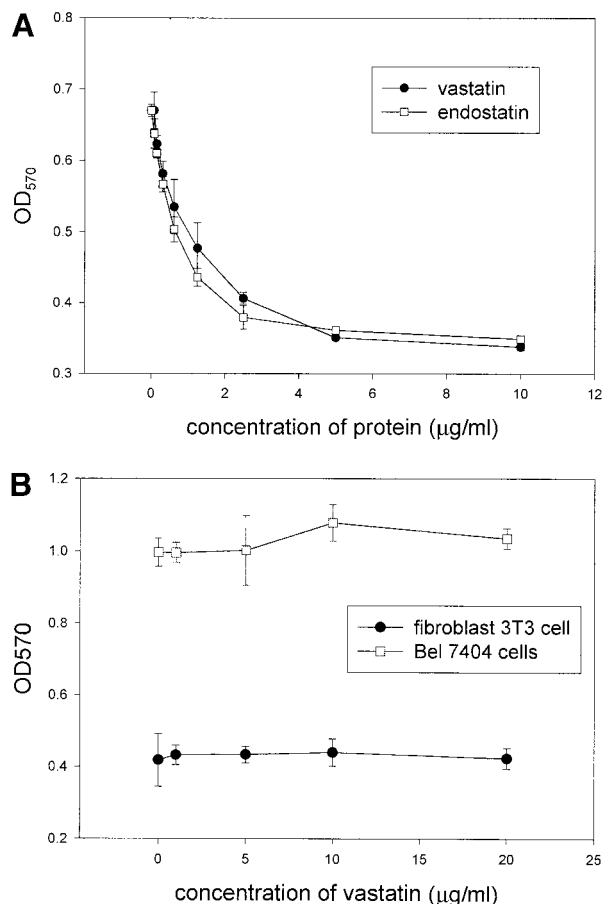 A
0.8
0.7
0.6
0.5
0.4
0.3
OD570
vastatin
endostatin
0 2 4 6 8 10 12
concentration of protein (µg/ml)
B
1.2
1.0
0.8
0.6
0.4
0.2
OD570
fibroblast 3T3 cell
Bel 7404 cells
0 5 10 15 20 25
concentration of vastatin (µg/ml)